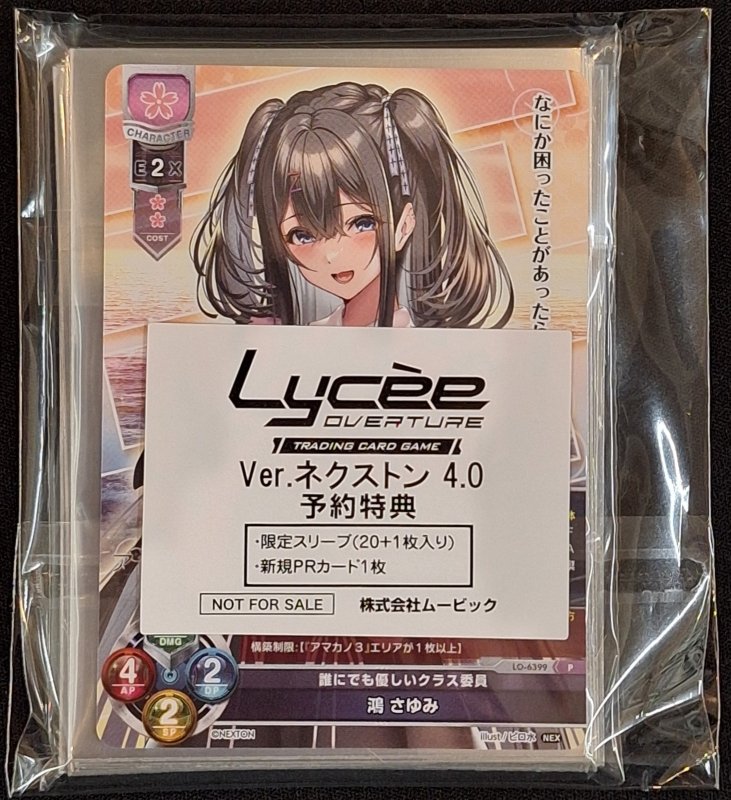 CHARACTER
E 2 X
COST
なにか困ったことがあったら
Lycèe
OVERTURE
TRADING CARD GAME
Ver.ネクストン 4.0
予約特典
・限定スリーブ(20+1枚入り)
・新規PRカード1枚
NOT FOR SALE
株式会社ムービック
DMG
構築制限:【『アマカノ3』エリアが1枚以上】
LO-6399 P
4
AP
2
DP
2
SP
誰にでも優しいクラス委員
鴻 さゆみ
©NEXTON
illust/ピロ水 NEX